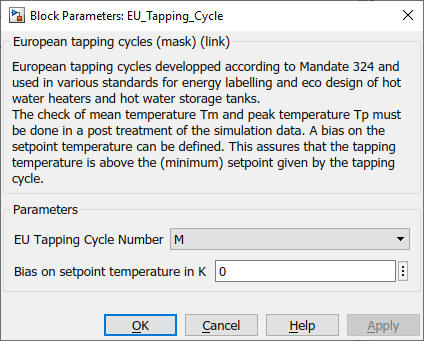 Block Parameters: EU_Tapping_Cycle
European tapping cycles (mask) (link)
European tapping cycles developped according to Mandate 324 and
used in various standards for energy labelling and eco design of hot
water heaters and hot water storage tanks.
The check of mean temperature Tm and peak temperature Tp must
be done in a post treatment of the simulation data. A bias on the
setpoint temperature can be defined. This assures that the tapping
temperature is above the (minimum) setpoint given by the tapping
cycle.
Parameters
EU Tapping Cycle Number M
Bias on setpoint temperature in K 0
OK Cancel Help Apply